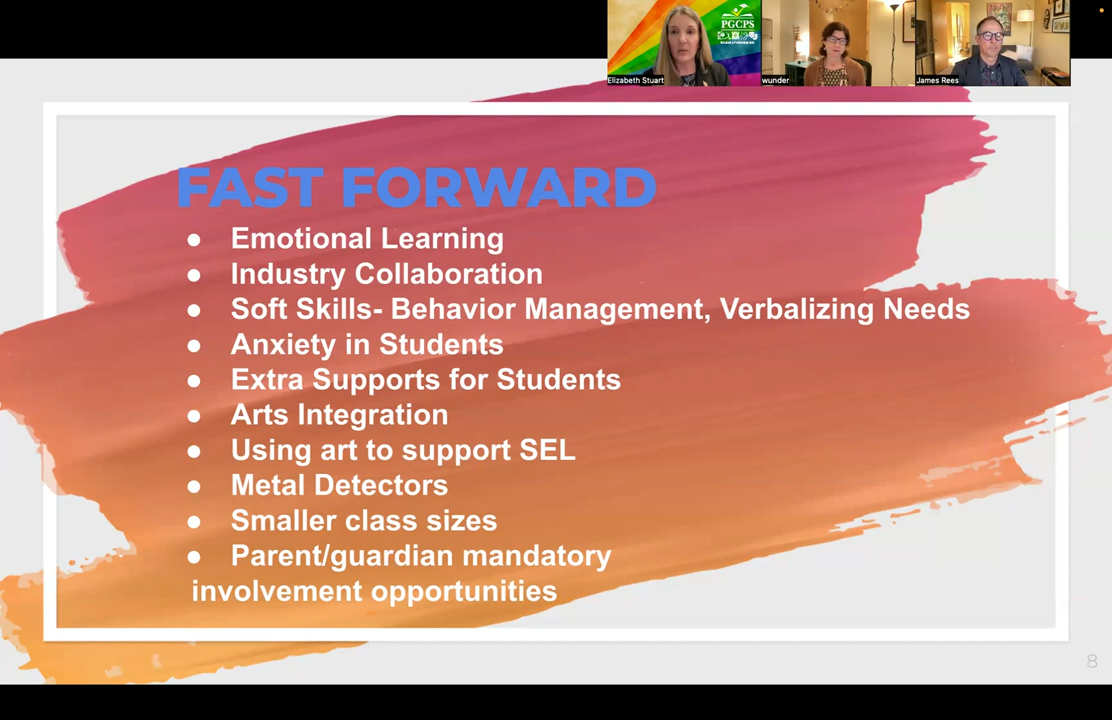 PGCPS
Elizabeth Stuart
wunder
James Rees
FAST FORWARD
● Emotional Learning
● Industry Collaboration
● Soft Skills- Behavior Management, Verbalizing Needs
● Anxiety in Students
● Extra Supports for Students
● Arts Integration
● Using art to support SEL
● Metal Detectors
● Smaller class sizes
● Parent/guardian mandatory
involvement opportunities
8